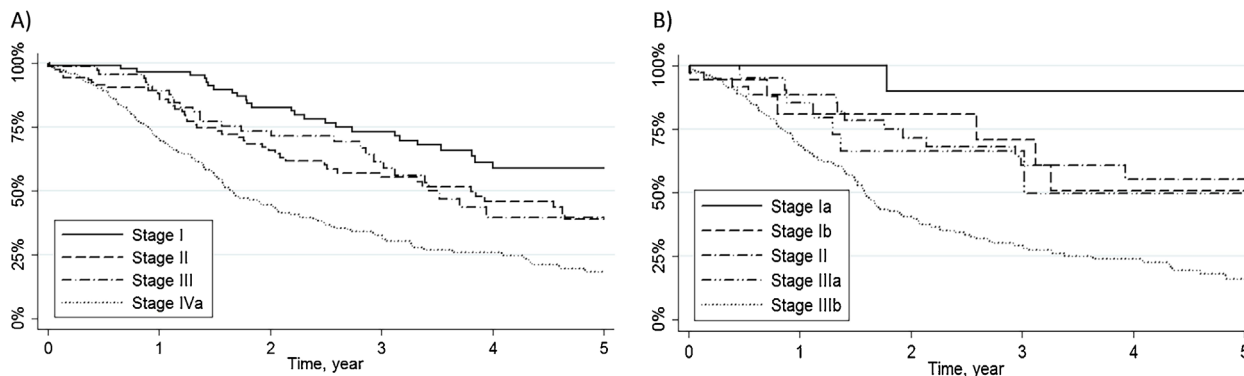 A)
100%
75%
50%
25%
0%
Stage I
Stage II
Stage III
Stage IVa
0 1 2 3 4 5
Time, year
B)
100%
75%
50%
25%
0%
Stage Ia
Stage Ib
Stage II
Stage IIIa
Stage IIIb
0 1 2 3 4 5
Time, year